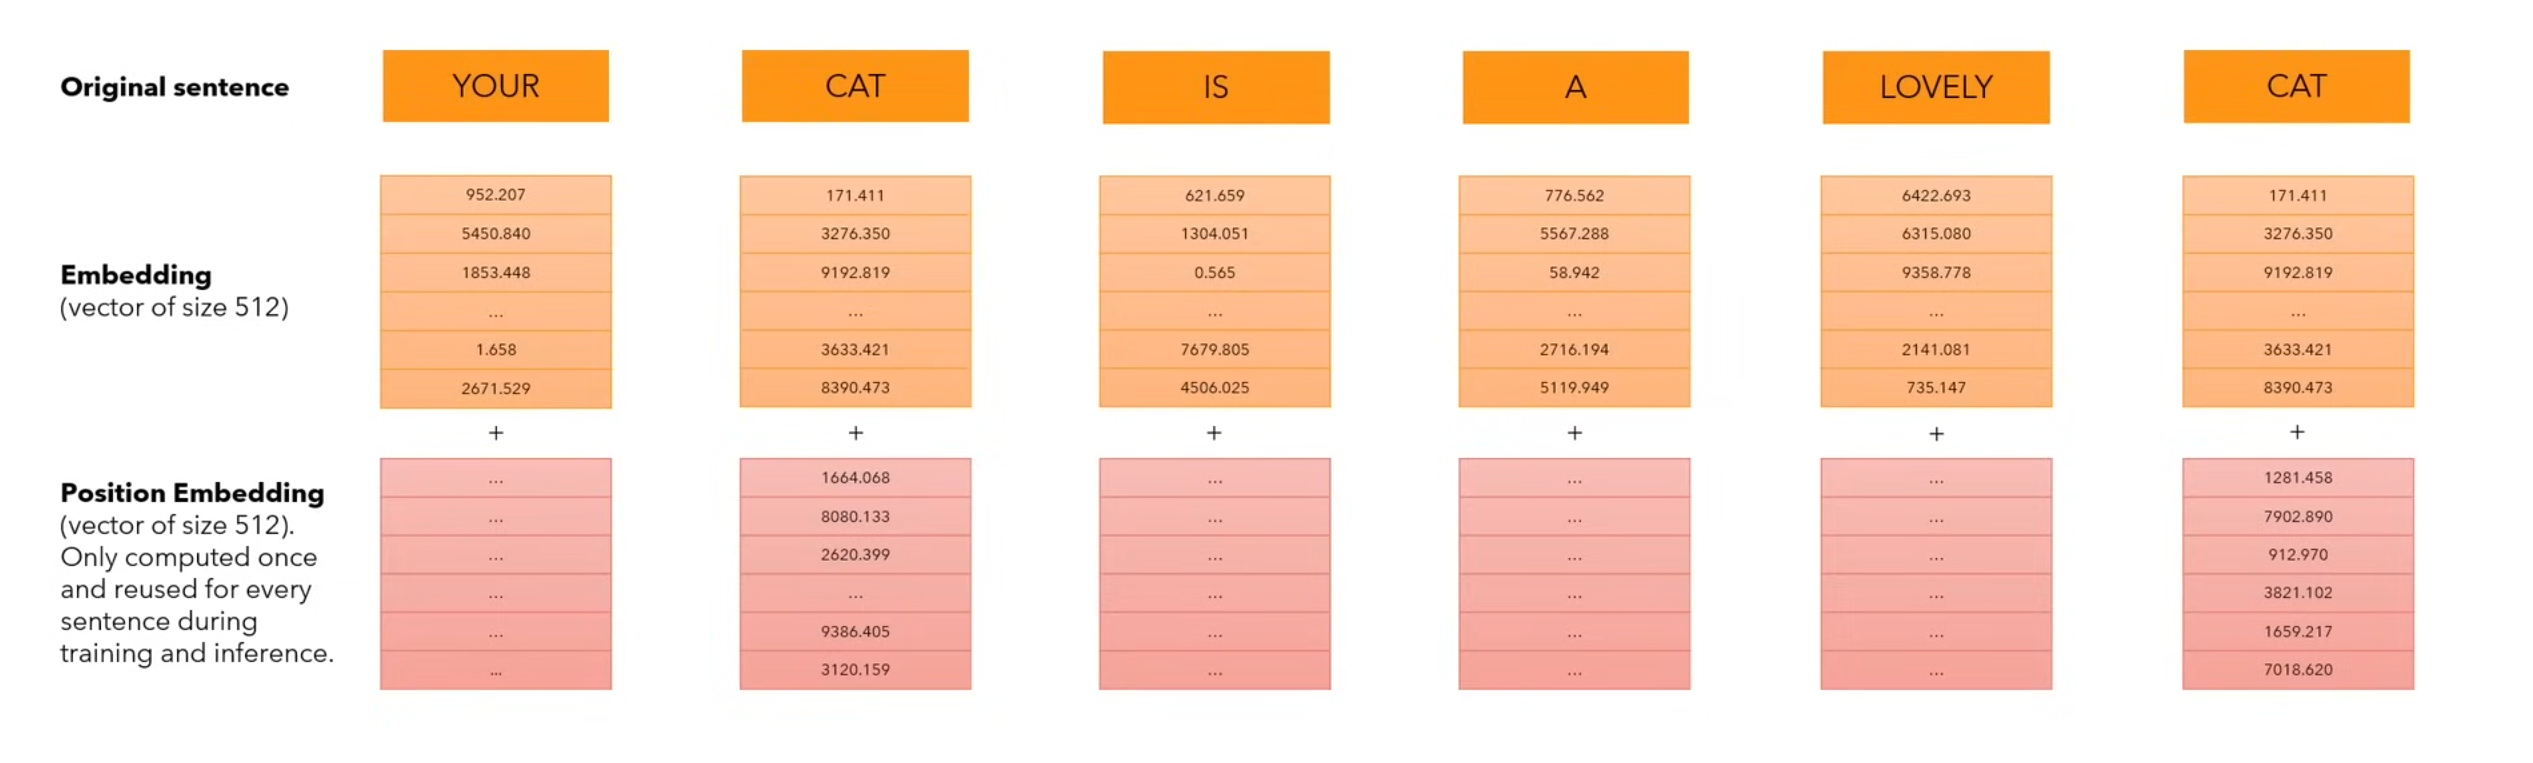 Original sentence YOUR CAT IS A LOVELY CAT
952.207 171.411 621.659 776.562 6422.693 171.411
5450.840 3276.350 1304.051 5567.288 6315.080 3276.350
Embedding 1853.448 9192.819 0.565 58.942 9358.778 9192.819
(vector of size 512) ... ... ... ... ... ...
1.658 3633.421 7679.805 2716.194 2141.081 3633.421
2671.529 8390.473 4506.025 5119.949 735.147 8390.473
+ + + + + +
Position Embedding ... 1664.068 ... ... ... 1281.458
(vector of size 512). ... 8080.133 ... ... ... 7902.890
Only computed once ... 2620.399 ... ... ... 912.970
and reused for every ... ... ... ... ... 3821.102
sentence during ... 9386.405 ... ... ... 1659.217
training and inference. ... 3120.159 ... ... ... 7018.620